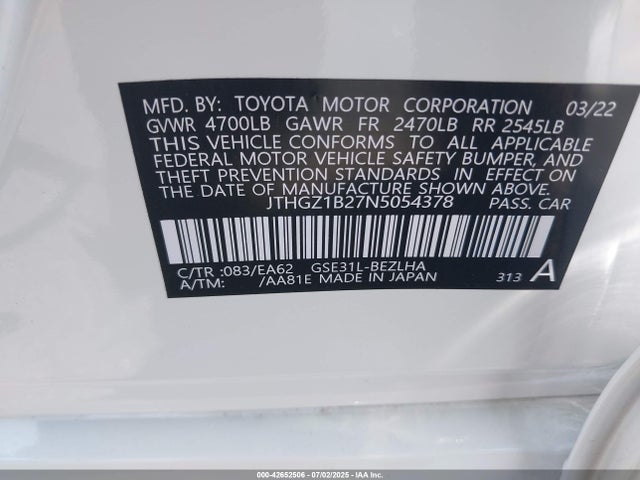 MFD. BY: TOYOTA MOTOR CORPORATION 03/22
GVWR 4700LB GAWR FR 2470LB RR 2545LB
THIS VEHICLE CONFORMS TO ALL APPLICABLE
FEDERAL MOTOR VEHICLE SAFETY BUMPER, AND
THEFT PREVENTION STANDARDS IN EFFECT ON
THE DATE OF MANUFACTURE SHOWN ABOVE.
JTHGZ1B27N5054378 PASS. CAR
C/TR :083/EA62 GSE31L-BEZLHA
A/TM: /AA81E MADE IN JAPAN 313 A
000-42652506 - 07/02/2025 - IAA Inc.